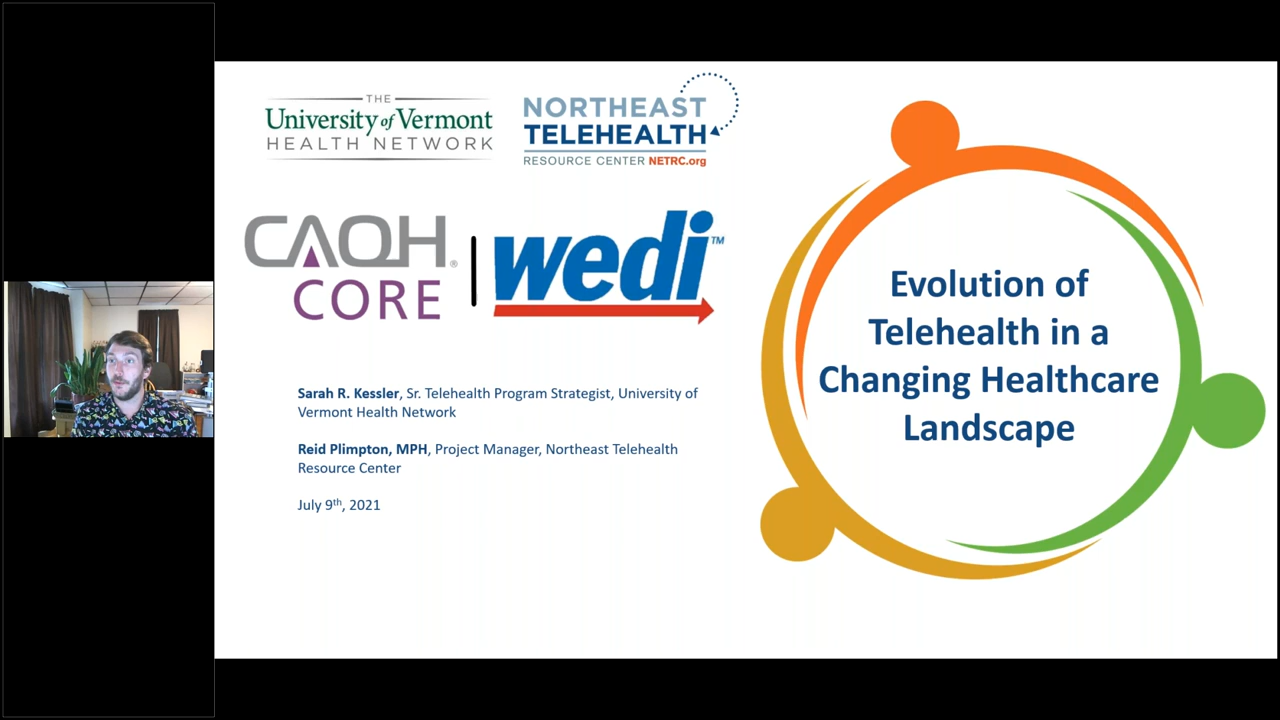 THE
University of Vermont
HEALTH NETWORK
NORTHEAST
TELEHEALTH
RESOURCE CENTER NETRC.org
CAQH®
CORE
wedi™
Sarah R. Kessler, Sr. Telehealth Program Strategist, University of
Vermont Health Network
Reid Plimpton, MPH, Project Manager, Northeast Telehealth
Resource Center
July 9th, 2021
Evolution of
Telehealth in a
Changing Healthcare
Landscape